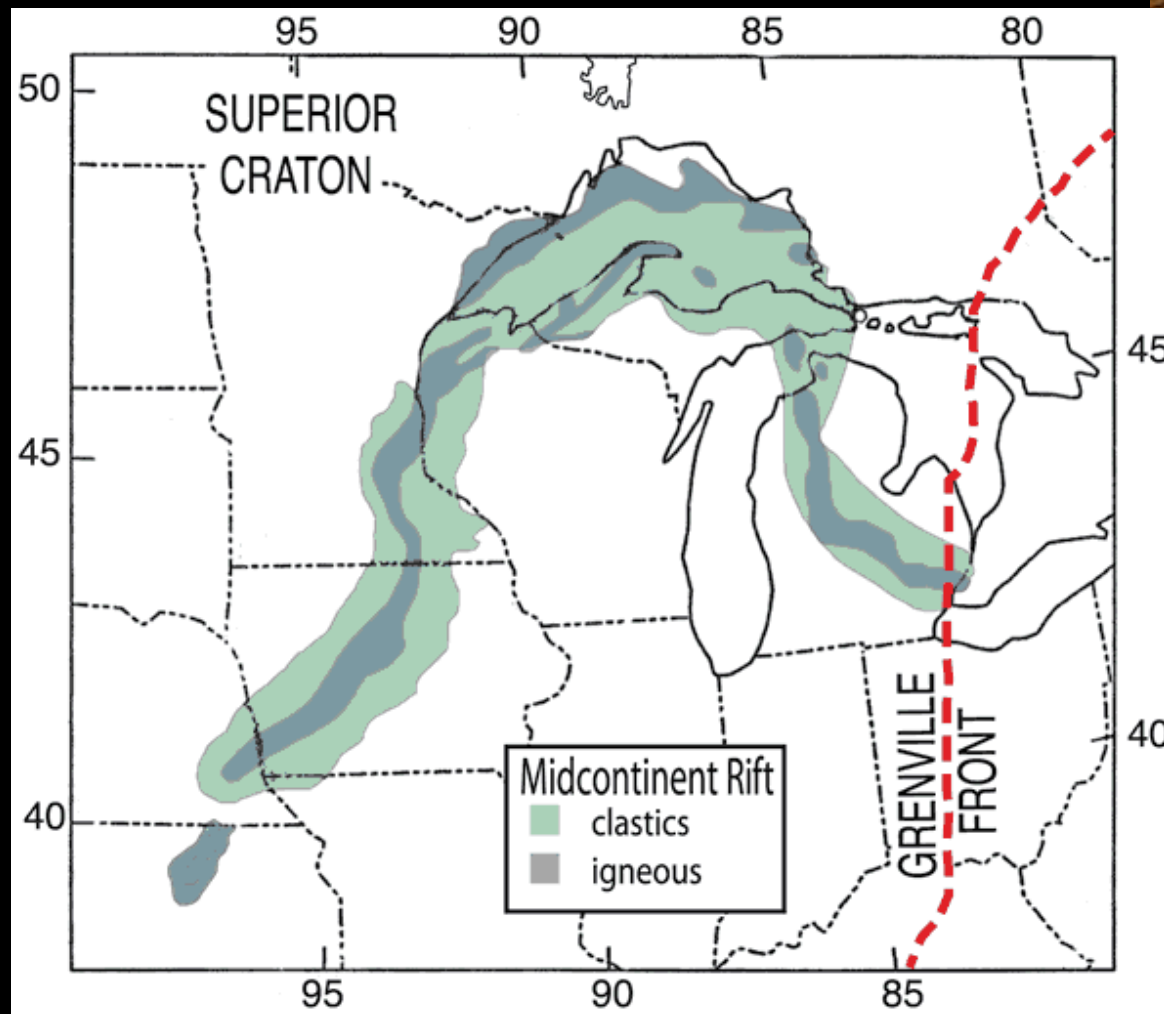 95 90 85 80
50
SUPERIOR
CRATON
45
45
40
40
Midcontinent Rift
clastics
igneous
GRENVILLE
FRONT
95 90 85